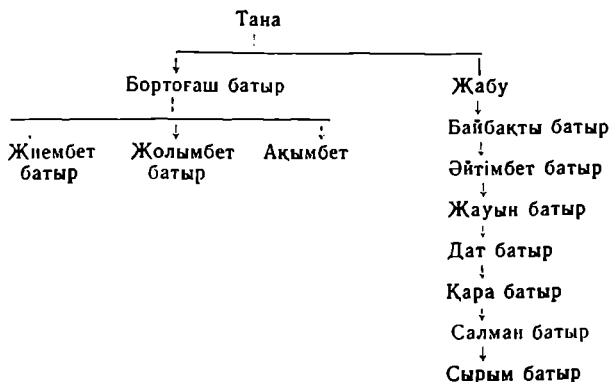 Тана
Бортоғаш батыр
Жабу
Жиембет батыр
Жолымбет батыр
Ақымбет
Байбақты батыр
Әйтімбет батыр
Жауын батыр
Дат батыр
Қара батыр
Салман батыр
Сырым батыр